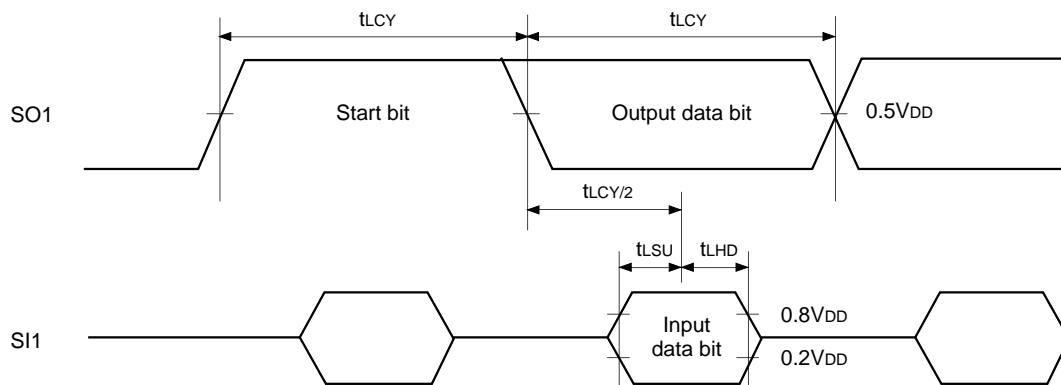 tLCY tLCY
SO1 Start bit Output data bit 0.5VDD
tLCY/2
tLSU tLHD
SI1 Input data bit 0.8VDD
0.2VDD